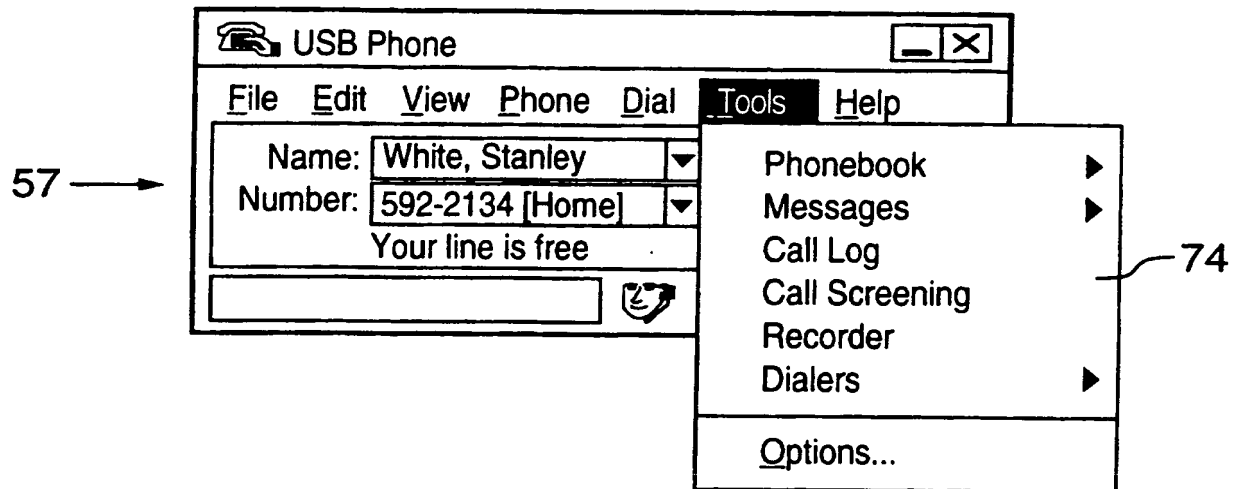 USB Phone
File Edit View Phone Dial Tools Help
Name: White, Stanley
Number: 592-2134 [Home]
Your line is free
Phonebook
Messages
Call Log
Call Screening
Recorder
Dialers
Options...
57
74